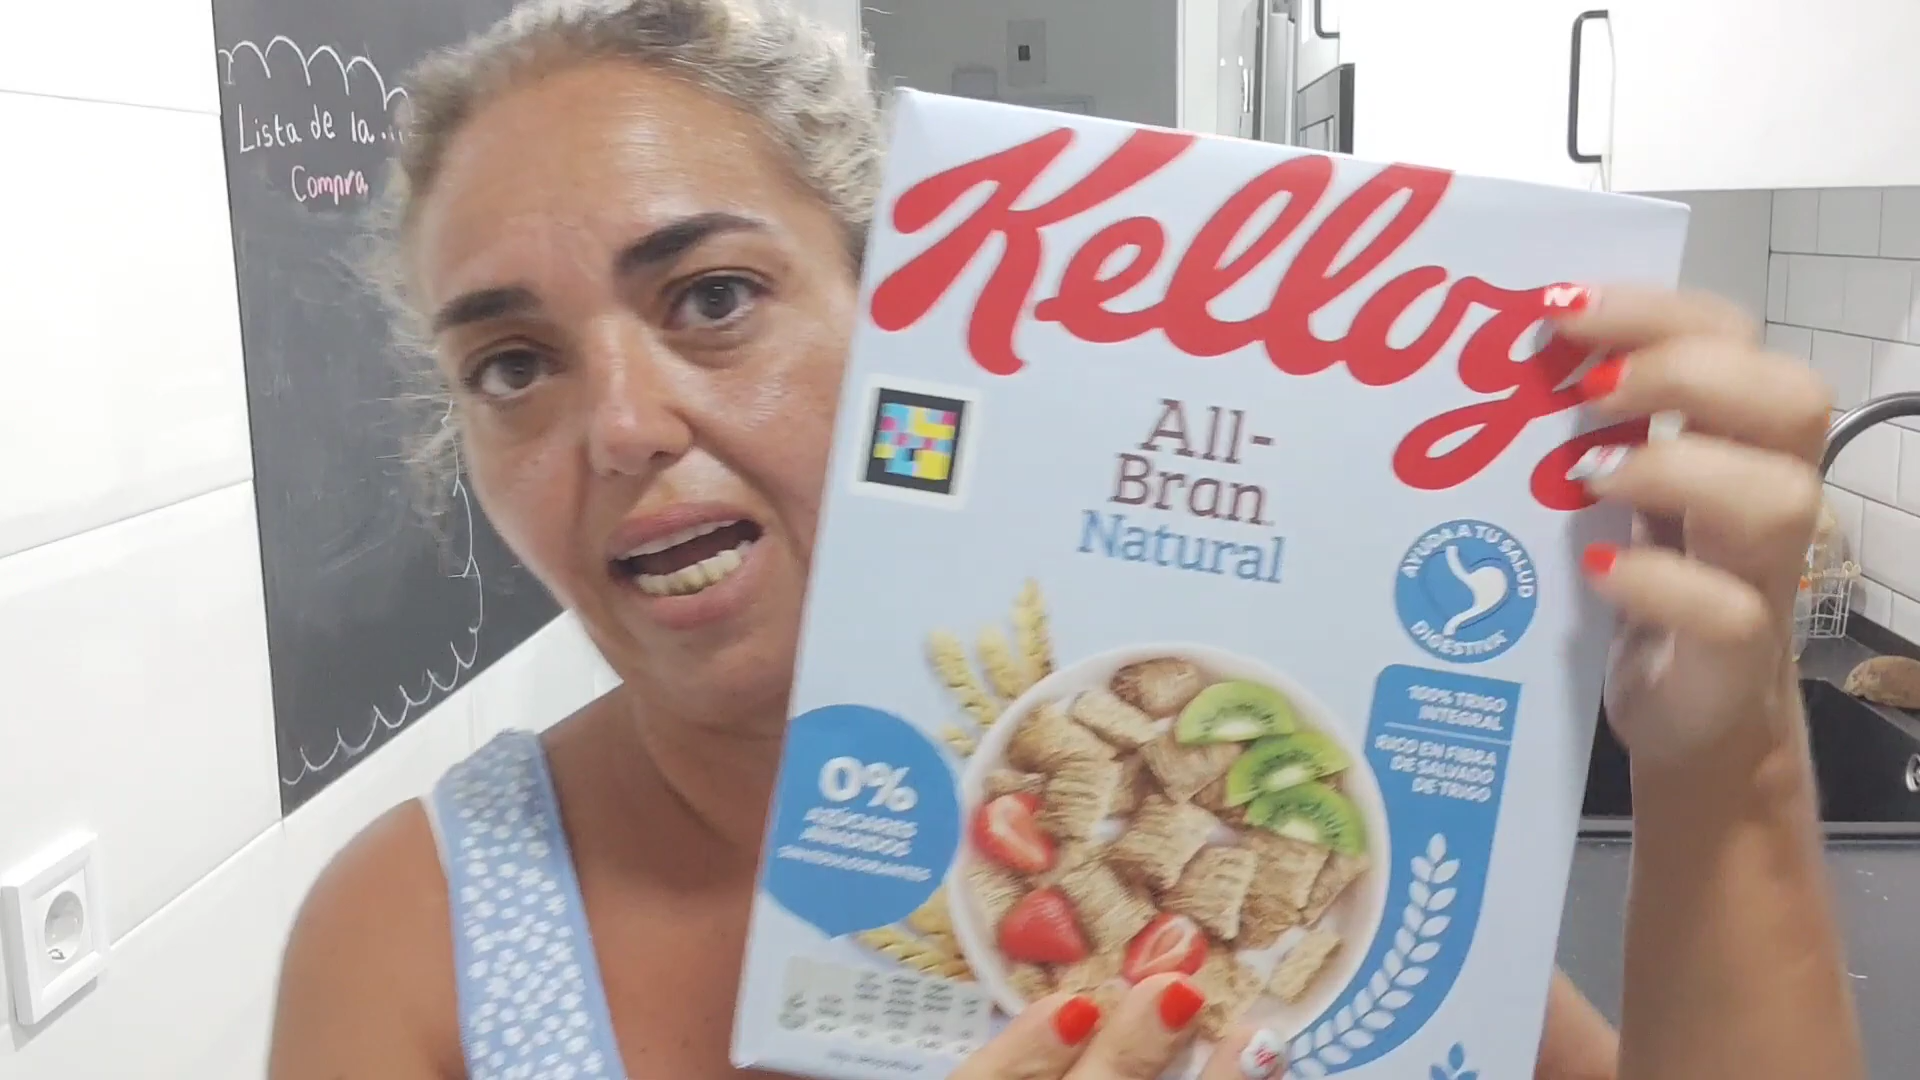 Lista de la...
Compra
Kellogg
All-
Bran
Natural
AYUDA A TU SALUD
DIGESTIVA
100% TRIGO
INTEGRAL
RICO EN FIBRA
DE SALVADO
DE TRIGO
0%
AZÚCARES
AÑADIDOS